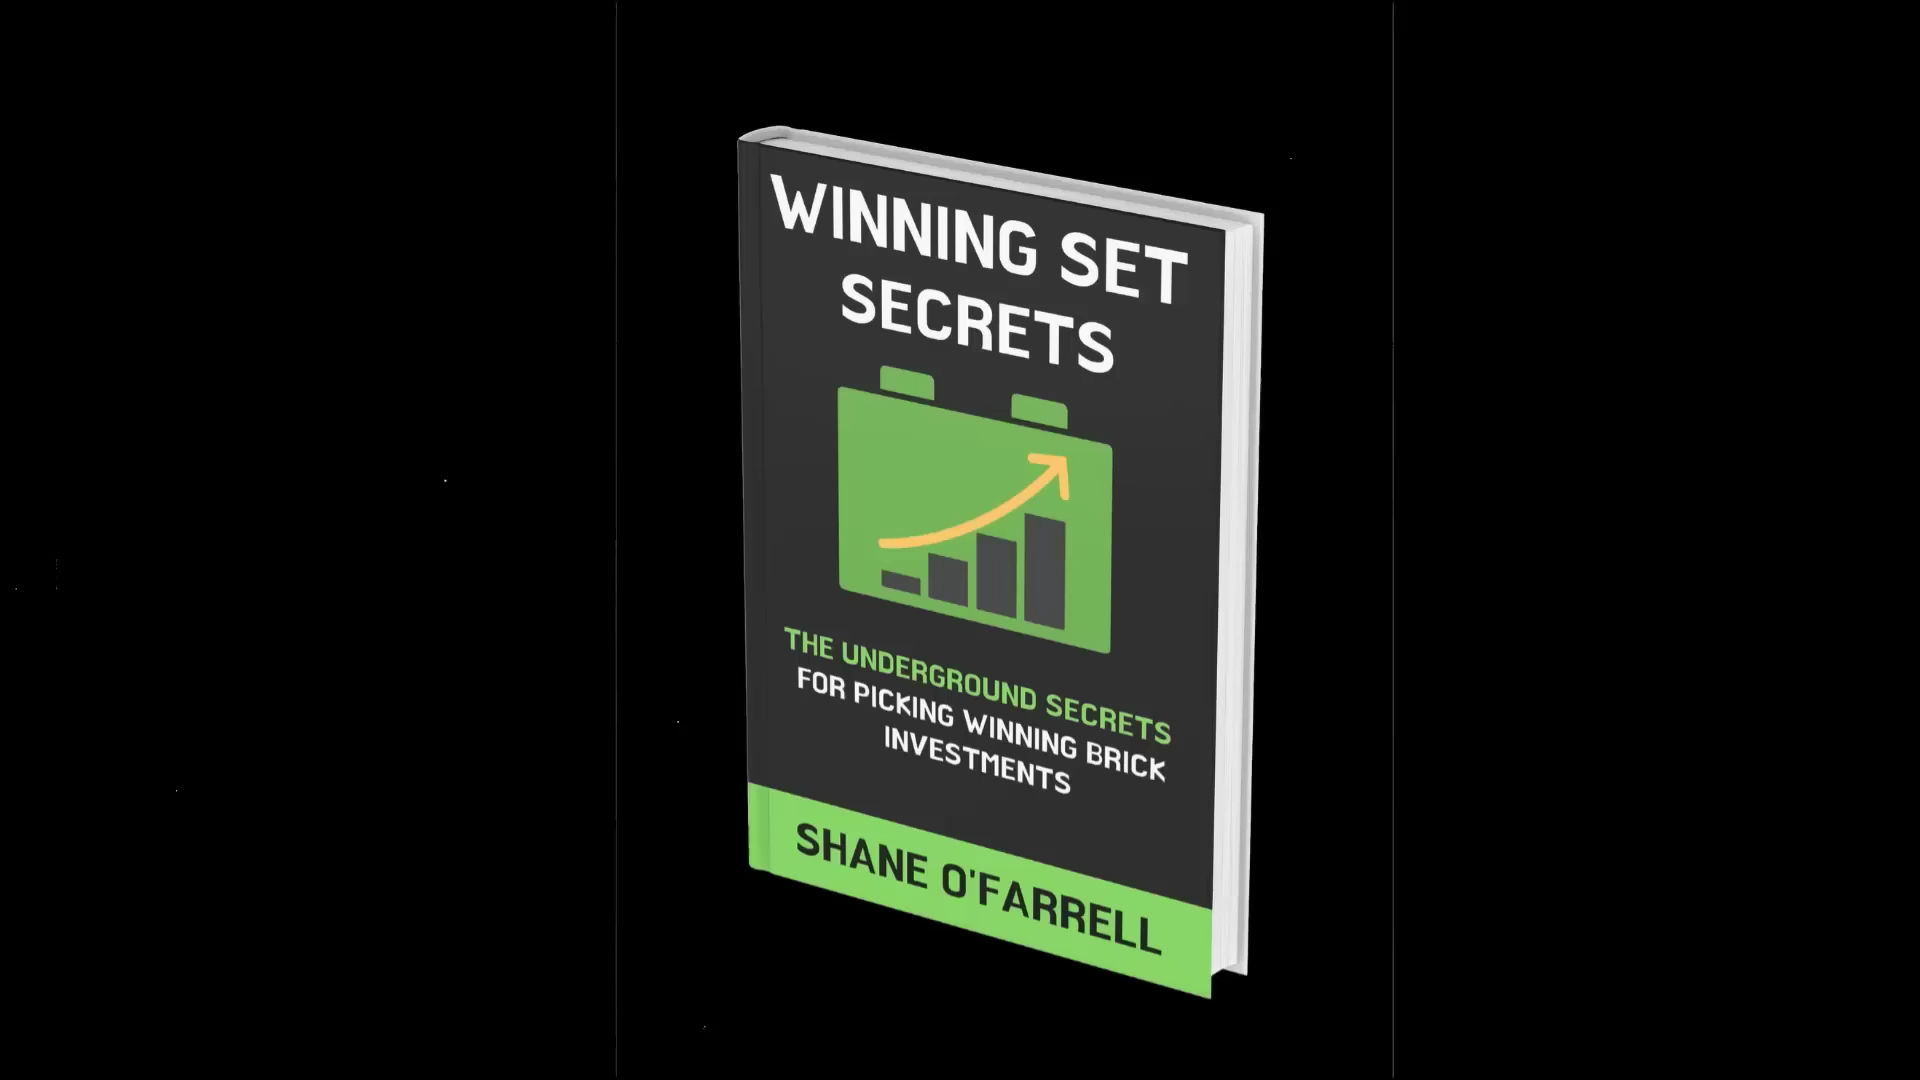 WINNING SET
SECRETS
THE UNDERGROUND SECRETS
FOR PICKING WINNING BRICK
INVESTMENTS
SHANE O'FARRELL